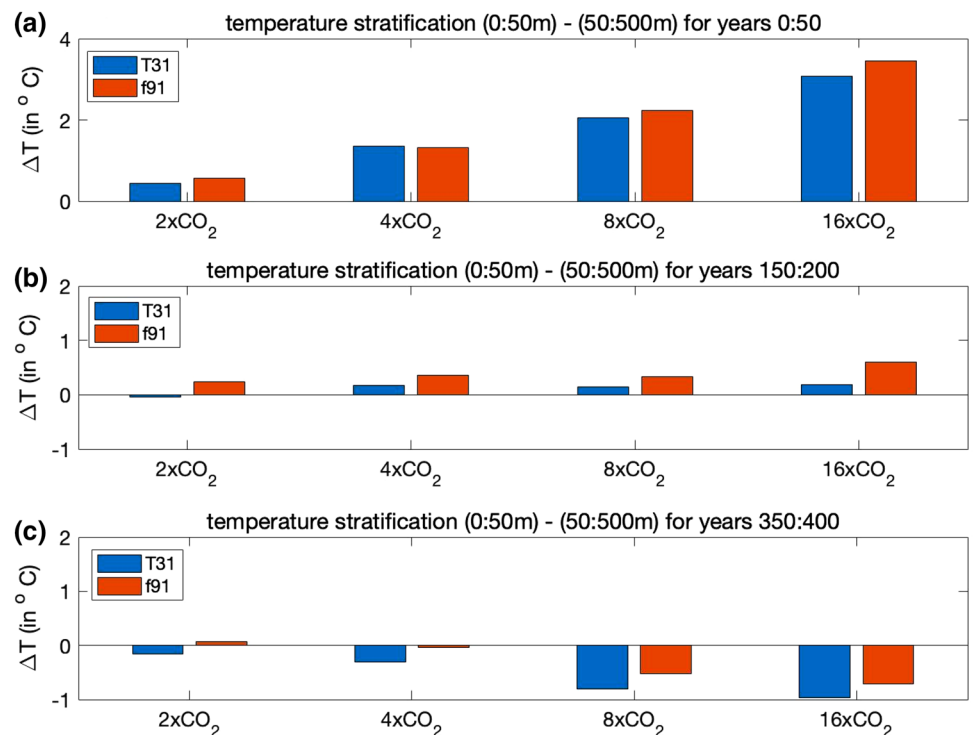 (a)
temperature stratification (0:50m) - (50:500m) for years 0:50
4
2
0
ΔT (in ° C)
T31
f91
2xCO2 4xCO2 8xCO2 16xCO2
(b)
temperature stratification (0:50m) - (50:500m) for years 150:200
2
1
0
-1
ΔT (in ° C)
T31
f91
2xCO2 4xCO2 8xCO2 16xCO2
(c)
temperature stratification (0:50m) - (50:500m) for years 350:400
2
1
0
-1
ΔT (in ° C)
T31
f91
2xCO2 4xCO2 8xCO2 16xCO2